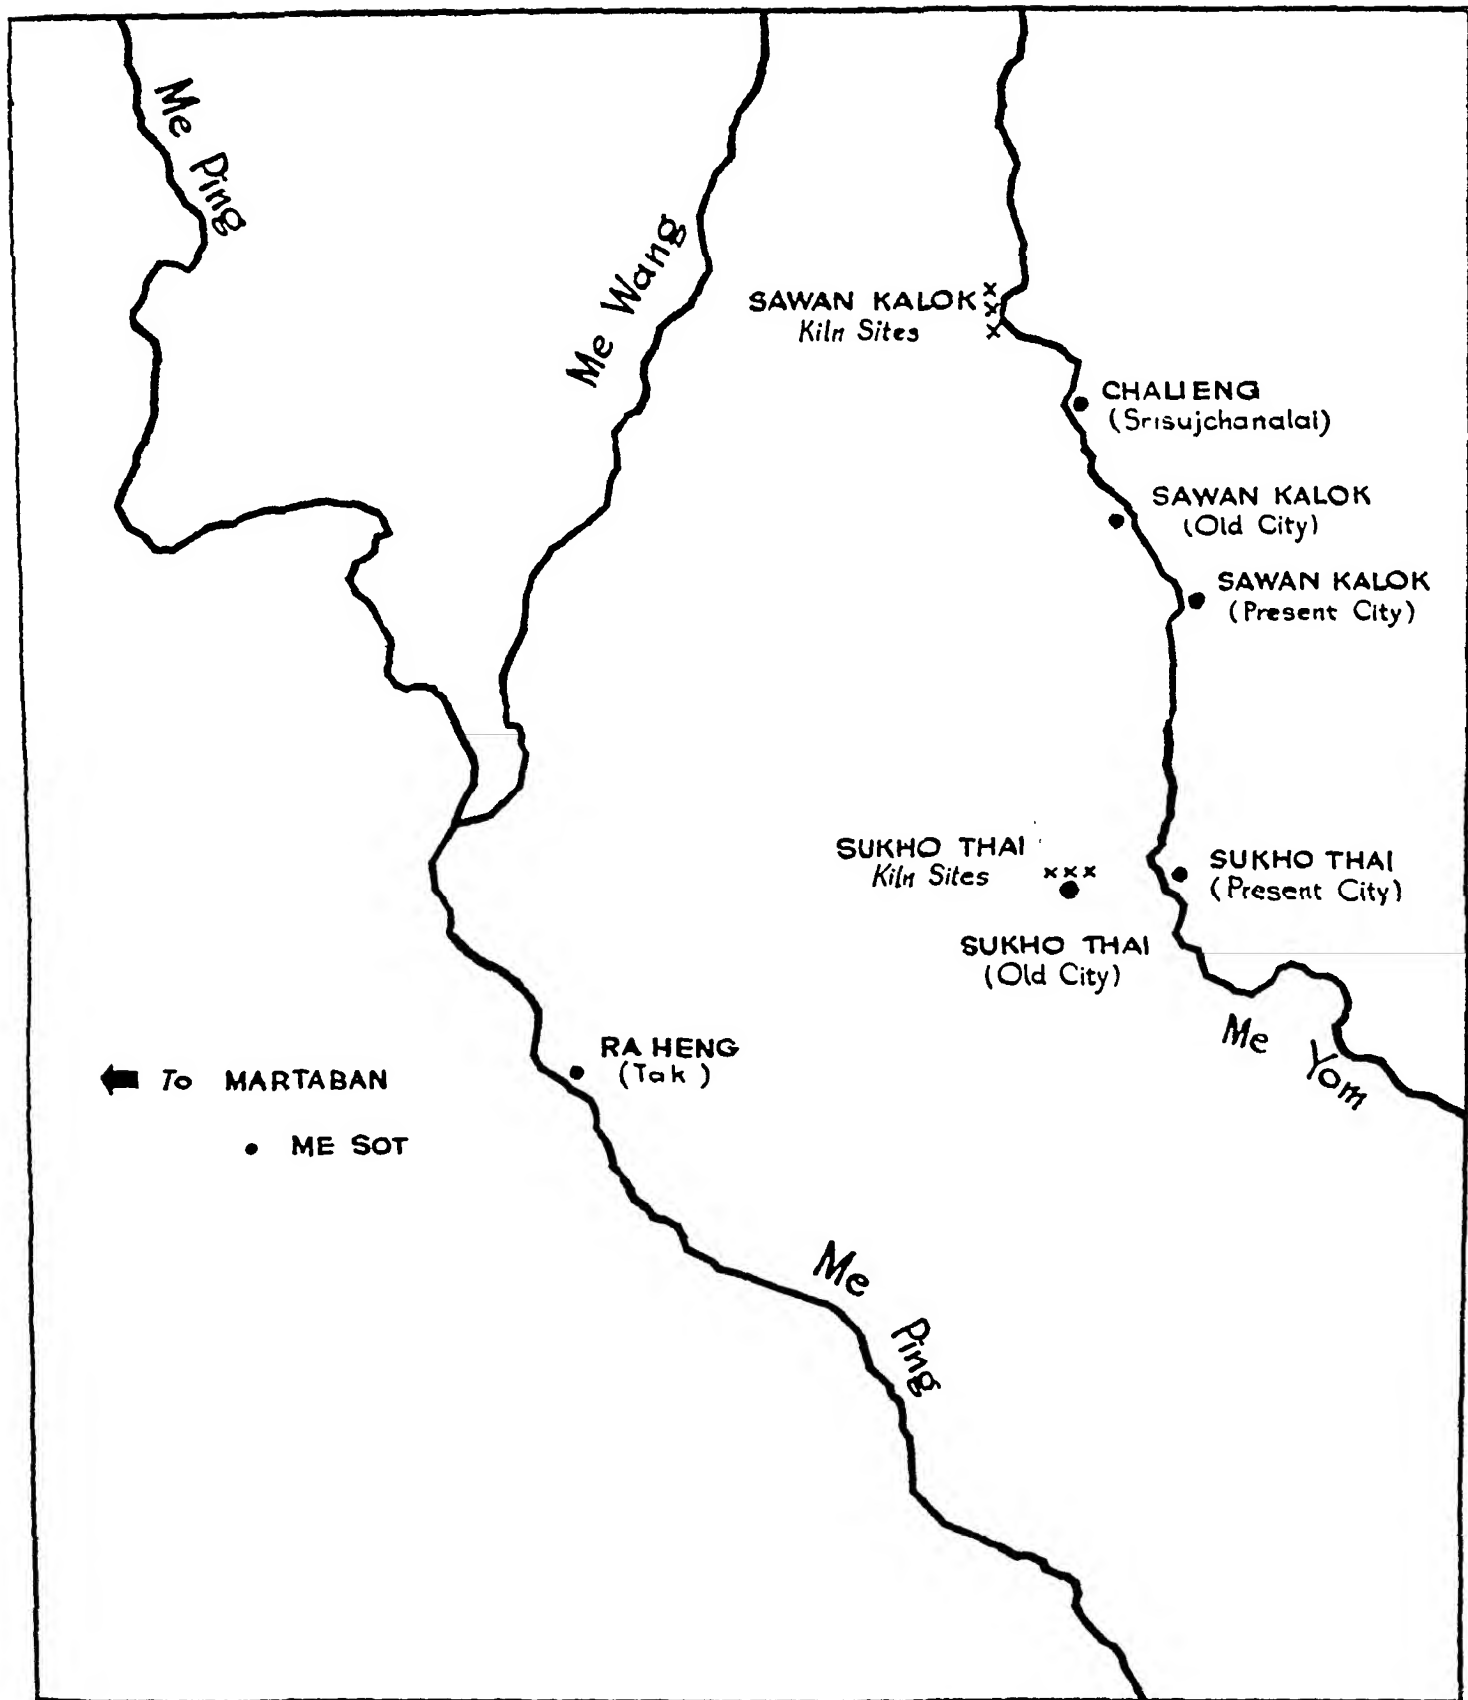 Me Ping
Me Wang
SAWAN KALOK
Kiln Sites
CHALIENG
(Srisujchanalai)
SAWAN KALOK
(Old City)
SAWAN KALOK
(Present City)
SUKHO THAI
Kiln Sites
SUKHO THAI
(Present City)
SUKHO THAI
(Old City)
Me Yom
RA HENG
(Tak)
To MARTABAN
ME SOT
Me Ping